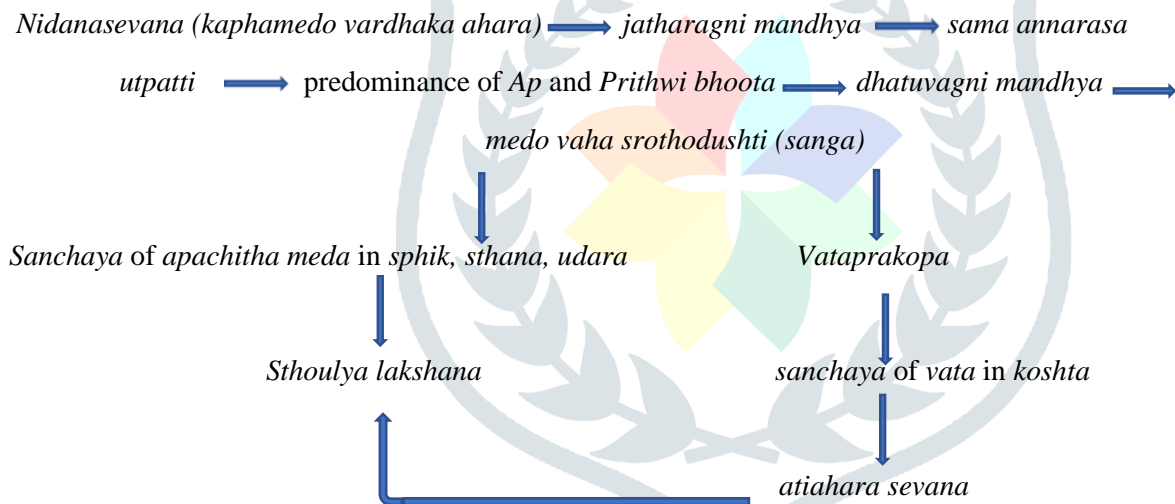 Nidanasevana (kaphamedo vardhaka ahara) jatharagni mandhya sama annarasa
utpatti predominance of Ap and Prithwi bhoota dhatuvagni mandhya
medo vaha srothodushti (sanga)
Sanchaya of apachitha meda in sphik, sthana, udara Vataprakopa
Sthoulya lakshana sanchaya of vata in koshta
atiahara sevana